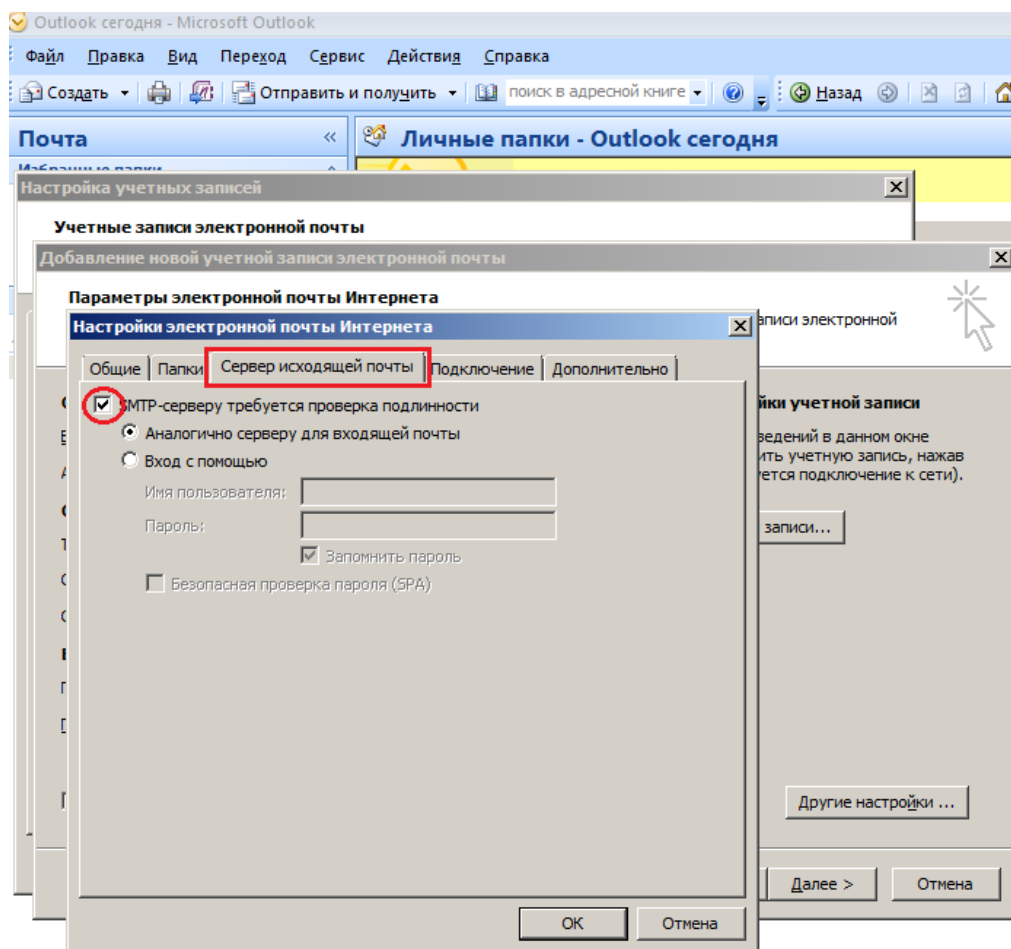 Outlook сегодня - Microsoft Outlook
Файл Правка Вид Переход Сервис Действия Справка
Создать Отправить и получить поиск в адресной книге Назад
Почта « Личные папки - Outlook сегодня
Избранные папки
Настройка учетных записей
Учетные записи электронной почты
Добавление новой учетной записи электронной почты
Параметры электронной почты Интернета
записи электронной
Настройки электронной почты Интернета
Общие Папки Сервер исходящей почты Подключение Дополнительно
SMTP-серверу требуется проверка подлинности
учетной записи
Аналогично серверу для входящей почты
в данном окне
Вход с помощью
учетную запись, нажав
подключение к сети).
Имя пользователя:
Пароль:
записи...
Запомнить пароль
Безопасная проверка пароля (SPA)
Другие настройки ...
Далее > Отмена
ОК Отмена